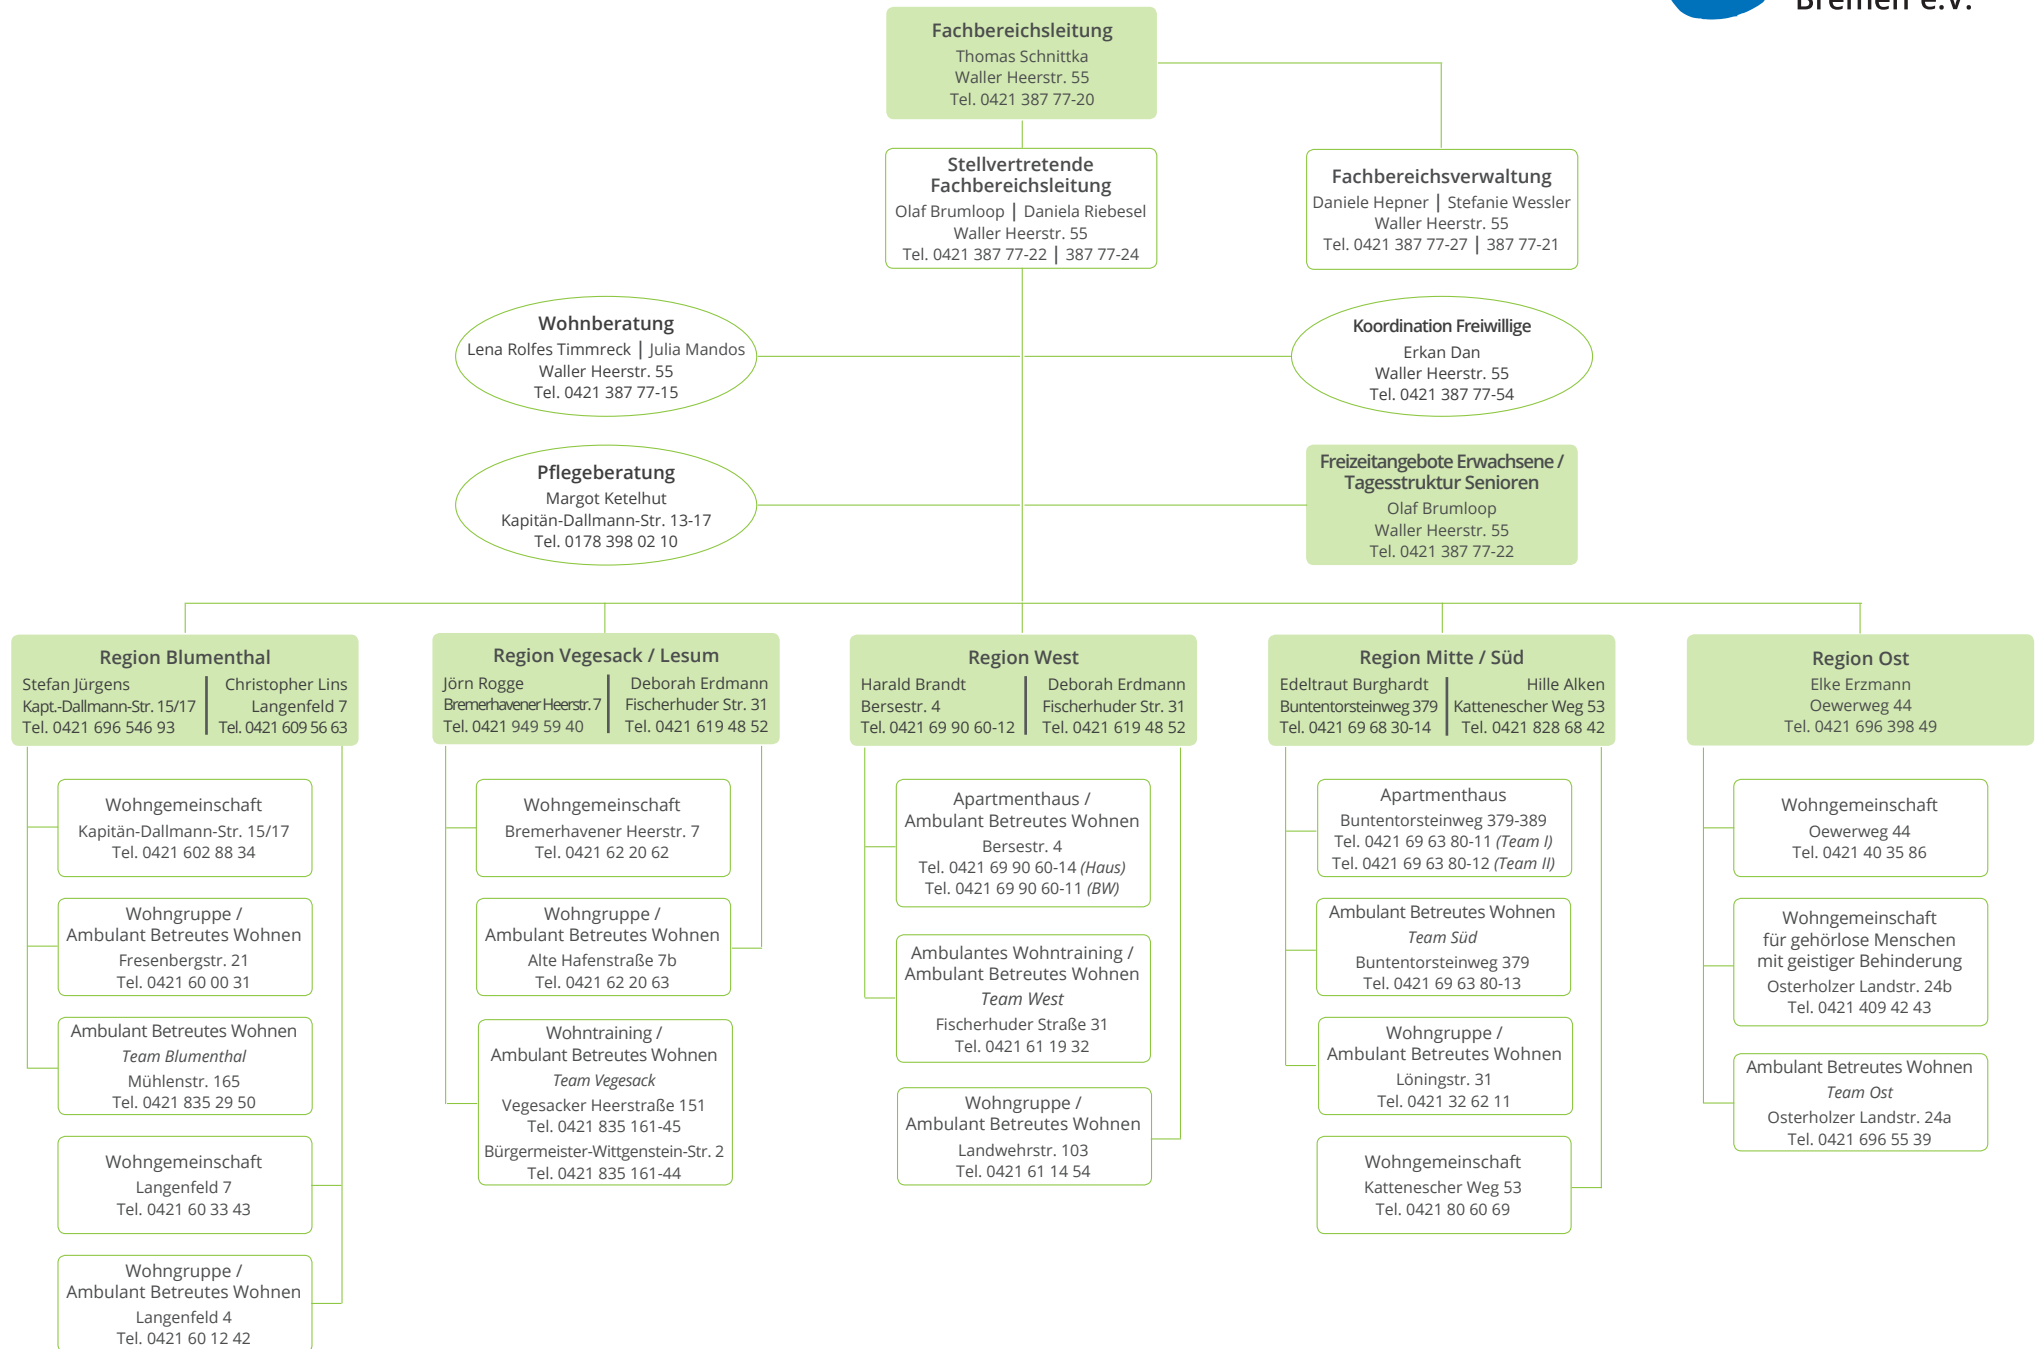 Bremen e.V.
Fachbereichsleitung
Thomas Schnittka
Waller Heerstr. 55
Tel. 0421 387 77-20
Stellvertretende
Fachbereichsleitung
Olaf Brumloop | Daniela Riebesel
Waller Heerstr. 55
Tel. 0421 387 77-22 | 387 77-24
Fachbereichsverwaltung
Daniele Hepner | Stefanie Wessler
Waller Heerstr. 55
Tel. 0421 387 77-27 | 387 77-21
Wohnberatung
Lena Rolfes Timmreck | Julia Mandos
Waller Heerstr. 55
Tel. 0421 387 77-15
Koordination Freiwillige
Erkan Dan
Waller Heerstr. 55
Tel. 0421 387 77-54
Pflegeberatung
Margot Ketelhut
Kapitän-Dallmann-Str. 13-17
Tel. 0178 398 02 10
Freizeitangebote Erwachsene /
Tagesstruktur Senioren
Olaf Brumloop
Waller Heerstr. 55
Tel. 0421 387 77-22
Region Blumenthal
Stefan Jürgens
Kapt.-Dallmann-Str. 15/17
Tel. 0421 696 546 93
Christopher Lins
Langenfeld 7
Tel. 0421 609 56 63
Wohngemeinschaft
Kapitän-Dallmann-Str. 15/17
Tel. 0421 602 88 34
Wohngruppe /
Ambulant Betreutes Wohnen
Fresenbergstr. 21
Tel. 0421 60 00 31
Ambulant Betreutes Wohnen
Team Blumenthal
Mühlenstr. 165
Tel. 0421 835 29 50
Wohngemeinschaft
Langenfeld 7
Tel. 0421 60 33 43
Wohngruppe /
Ambulant Betreutes Wohnen
Langenfeld 4
Tel. 0421 60 12 42
Region Vegesack / Lesum
Jörn Rogge
Bremerhavener Heerstr. 7
Tel. 0421 949 59 40
Deborah Erdmann
Fischerhuder Str. 31
Tel. 0421 619 48 52
Wohngemeinschaft
Bremerhavener Heerstr. 7
Tel. 0421 62 20 62
Wohngruppe /
Ambulant Betreutes Wohnen
Alte Hafenstraße 7b
Tel. 0421 62 20 63
Wohntraining /
Ambulant Betreutes Wohnen
Team Vegesack
Vegesacker Heerstraße 151
Tel. 0421 835 161-45
Bürgermeister-Wittgenstein-Str. 2
Tel. 0421 835 161-44
Region West
Harald Brandt
Bersestr. 4
Tel. 0421 69 90 60-12
Deborah Erdmann
Fischerhuder Str. 31
Tel. 0421 619 48 52
Apartmenthaus /
Ambulant Betreutes Wohnen
Bersestr. 4
Tel. 0421 69 90 60-14 (Haus)
Tel. 0421 69 90 60-11 (BW)
Ambulantes Wohntraining /
Ambulant Betreutes Wohnen
Team West
Fischerhuder Straße 31
Tel. 0421 61 19 32
Wohngruppe /
Ambulant Betreutes Wohnen
Landwehrstr. 103
Tel. 0421 61 14 54
Region Mitte / Süd
Edeltraut Burghardt
Buntentorsteinweg 379
Tel. 0421 69 68 30-14
Hille Alken
Kattenescher Weg 53
Tel. 0421 828 68 42
Apartmenthaus
Buntentorsteinweg 379-389
Tel. 0421 69 63 80-11 (Team I)
Tel. 0421 69 63 80-12 (Team II)
Ambulant Betreutes Wohnen
Team Süd
Buntentorsteinweg 379
Tel. 0421 69 63 80-13
Wohngruppe /
Ambulant Betreutes Wohnen
Löningstr. 31
Tel. 0421 32 62 11
Wohngemeinschaft
Kattenescher Weg 53
Tel. 0421 80 60 69
Region Ost
Elke Erzmann
Oewerweg 44
Tel. 0421 696 398 49
Wohngemeinschaft
Oewerweg 44
Tel. 0421 40 35 86
Wohngemeinschaft
für gehörlose Menschen
mit geistiger Behinderung
Osterholzer Landstr. 24b
Tel. 0421 409 42 43
Ambulant Betreutes Wohnen
Team Ost
Osterholzer Landstr. 24a
Tel. 0421 696 55 39